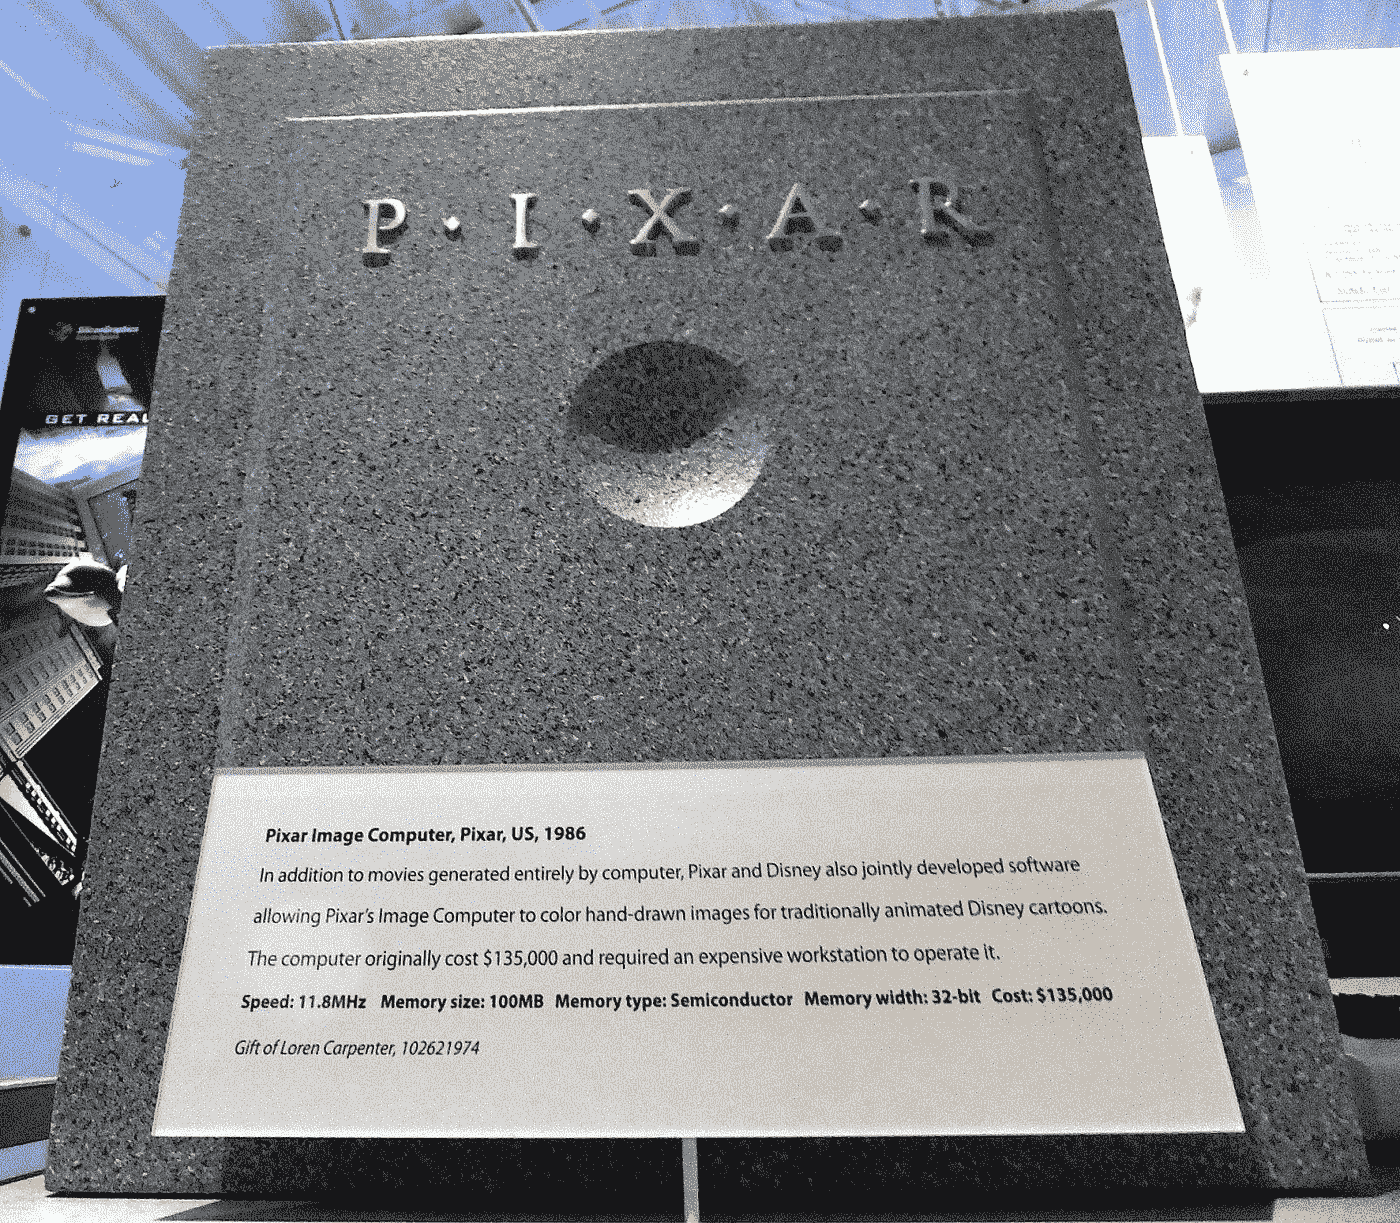 P·I·X·A·R
GET REAL
Pixar Image Computer, Pixar, US, 1986
In addition to movies generated entirely by computer, Pixar and Disney also jointly developed software
allowing Pixar's Image Computer to color hand-drawn images for traditionally animated Disney cartoons.
The computer originally cost $135,000 and required an expensive workstation to operate it.
Speed: 11.8MHz Memory size: 100MB Memory type: Semiconductor Memory width: 32-bit Cost: $135,000
Gift of Loren Carpenter, 102621974